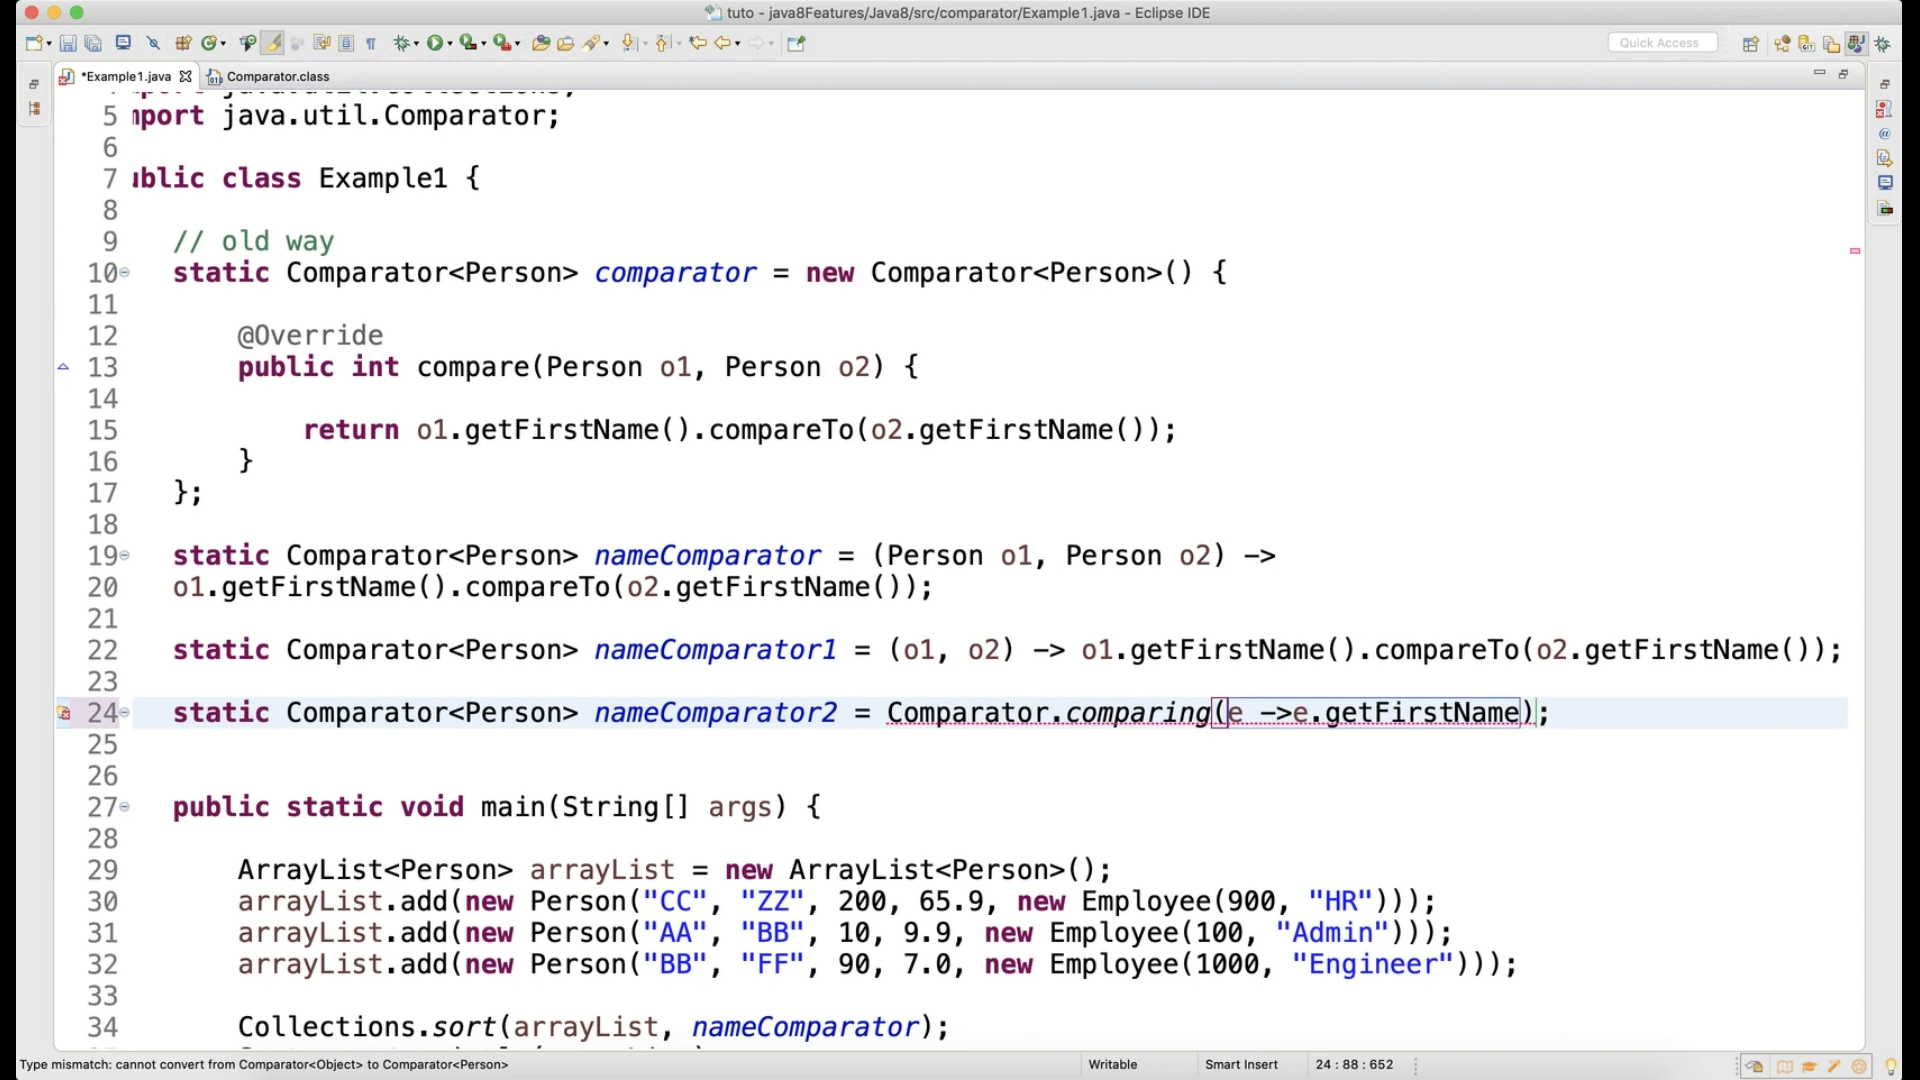 tuto - java8Features/Java8/src/comparator/Example1.java - Eclipse IDE
Quick Access
*Example1.java
Comparator.class
5 mport java.util.Comparator;
6
7 ublic class Example1 {
8
9 // old way
10 static Comparator<Person> comparator = new Comparator<Person>() {
11
12 @Override
13 public int compare(Person o1, Person o2) {
14
15 return o1.getFirstName().compareTo(o2.getFirstName());
16 }
17 };
18
19 static Comparator<Person> nameComparator = (Person o1, Person o2) ->
20 o1.getFirstName().compareTo(o2.getFirstName());
21
22 static Comparator<Person> nameComparator1 = (o1, o2) -> o1.getFirstName().compareTo(o2.getFirstName());
23
24 static Comparator<Person> nameComparator2 = Comparator.comparing(e ->e.getFirstName);
25
26
27 public static void main(String[] args) {
28
29 ArrayList<Person> arrayList = new ArrayList<Person>();
30 arrayList.add(new Person("CC", "ZZ", 200, 65.9, new Employee(900, "HR")));
31 arrayList.add(new Person("AA", "BB", 10, 9.9, new Employee(100, "Admin")));
32 arrayList.add(new Person("BB", "FF", 90, 7.0, new Employee(1000, "Engineer")));
33
34 Collections.sort(arrayList, nameComparator);
Type mismatch: cannot convert from Comparator<Object> to Comparator<Person>
Writable
Smart Insert
24 : 88 : 652